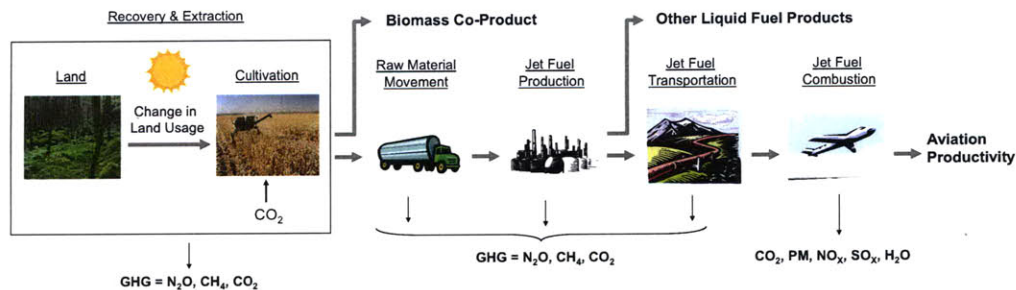 Recovery & Extraction
Biomass Co-Product
Other Liquid Fuel Products
Land
Change in
Land Usage
Cultivation
CO₂
Raw Material
Movement
Jet Fuel
Production
Jet Fuel
Transportation
Jet Fuel
Combustion
Aviation
Productivity
GHG = N₂O, CH₄, CO₂
GHG = N₂O, CH₄, CO₂
CO₂, PM, NOₓ, SOₓ, H₂O